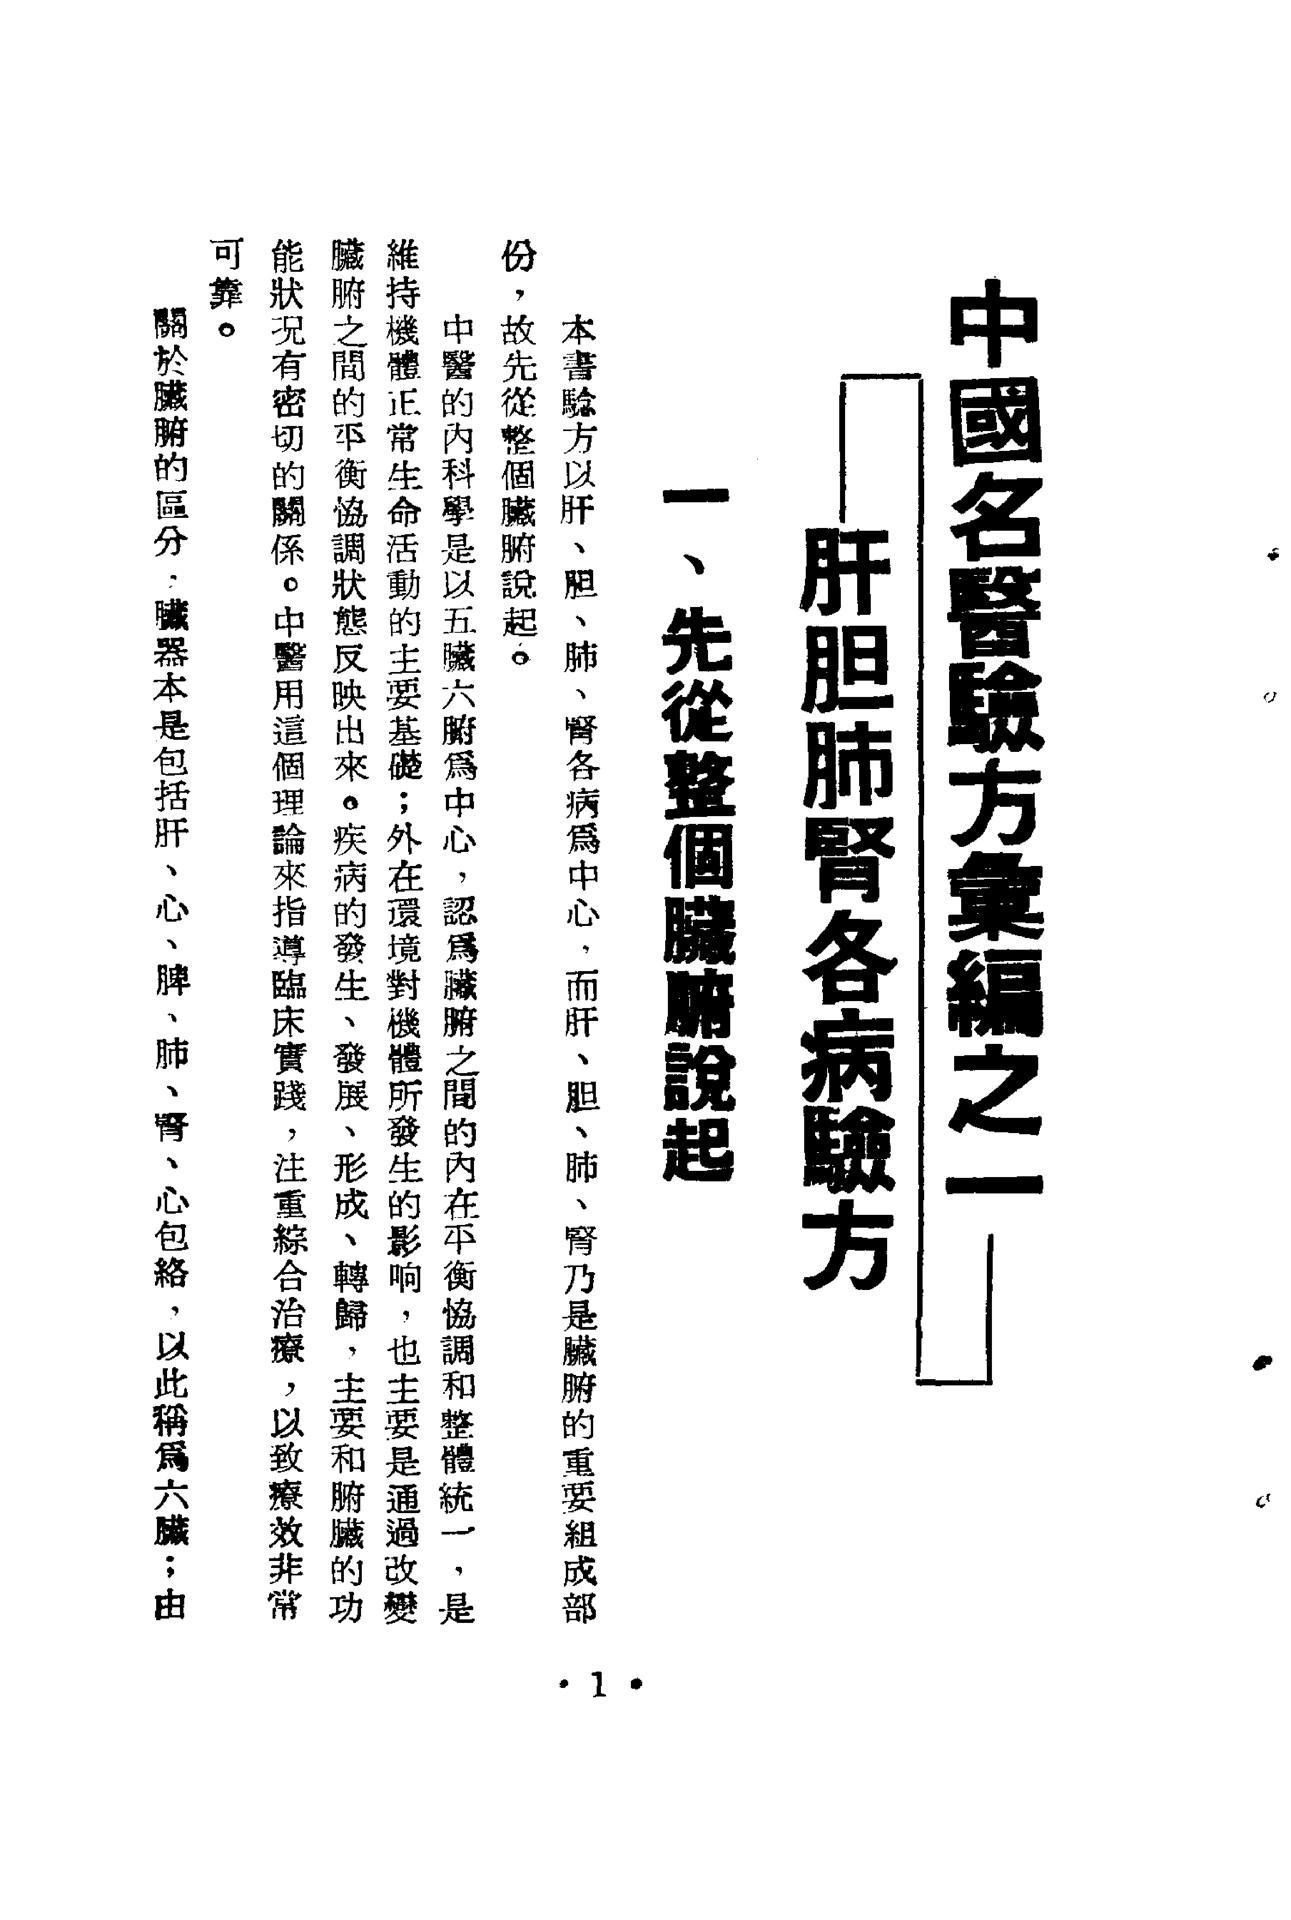 中國名醫驗方彙編之一
肝胆肺腎各病驗方
一、先從整個臟腑說起
本書驗方以肝、胆、肺、腎各病爲中心，而肝、胆、肺、腎乃是臟腑的重要組成部
份，故先從整個臟腑說起。
中醫的內科學是以五臟六腑爲中心，認爲臟腑之間的內在平衡協調和整體統一，是
維持機體正常生命活動的主要基礎；外在環境對機體所發生的影响，也主要是通過改變
臟腑之間的平衡協調狀態反映出來。疾病的發生、發展、形成、轉歸，主要和腑臟的功
能狀況有密切的關係。中醫用這個理論來指導臨床實踐，注重綜合治療，以致療效非常
可靠。
關於臟腑的區分，臟器本是包括肝、心、脾、肺、腎、心包絡，以此稱爲六臟；由
• 1 •